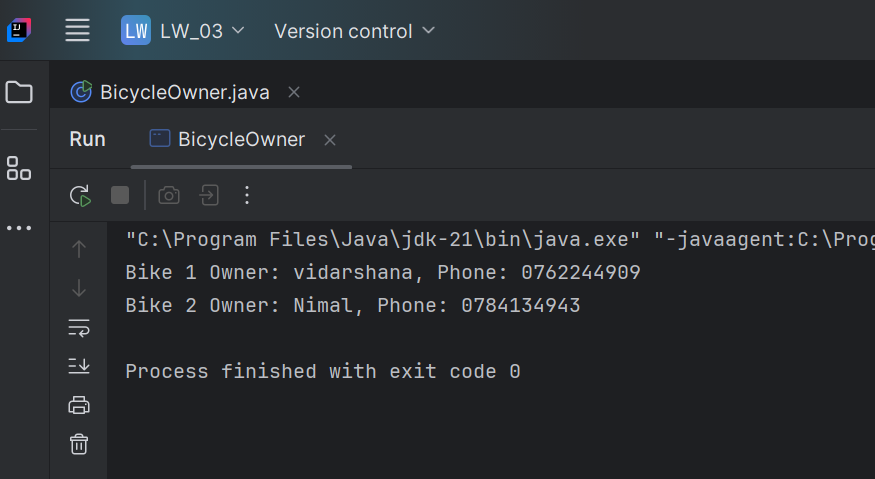 LW LW_03 Version control
BicycleOwner.java
Run BicycleOwner
"C:\Program Files\Java\jdk-21\bin\java.exe" "-javaagent:C:\Prog
Bike 1 Owner: vidarshana, Phone: 0762244909
Bike 2 Owner: Nimal, Phone: 0784134943
Process finished with exit code 0